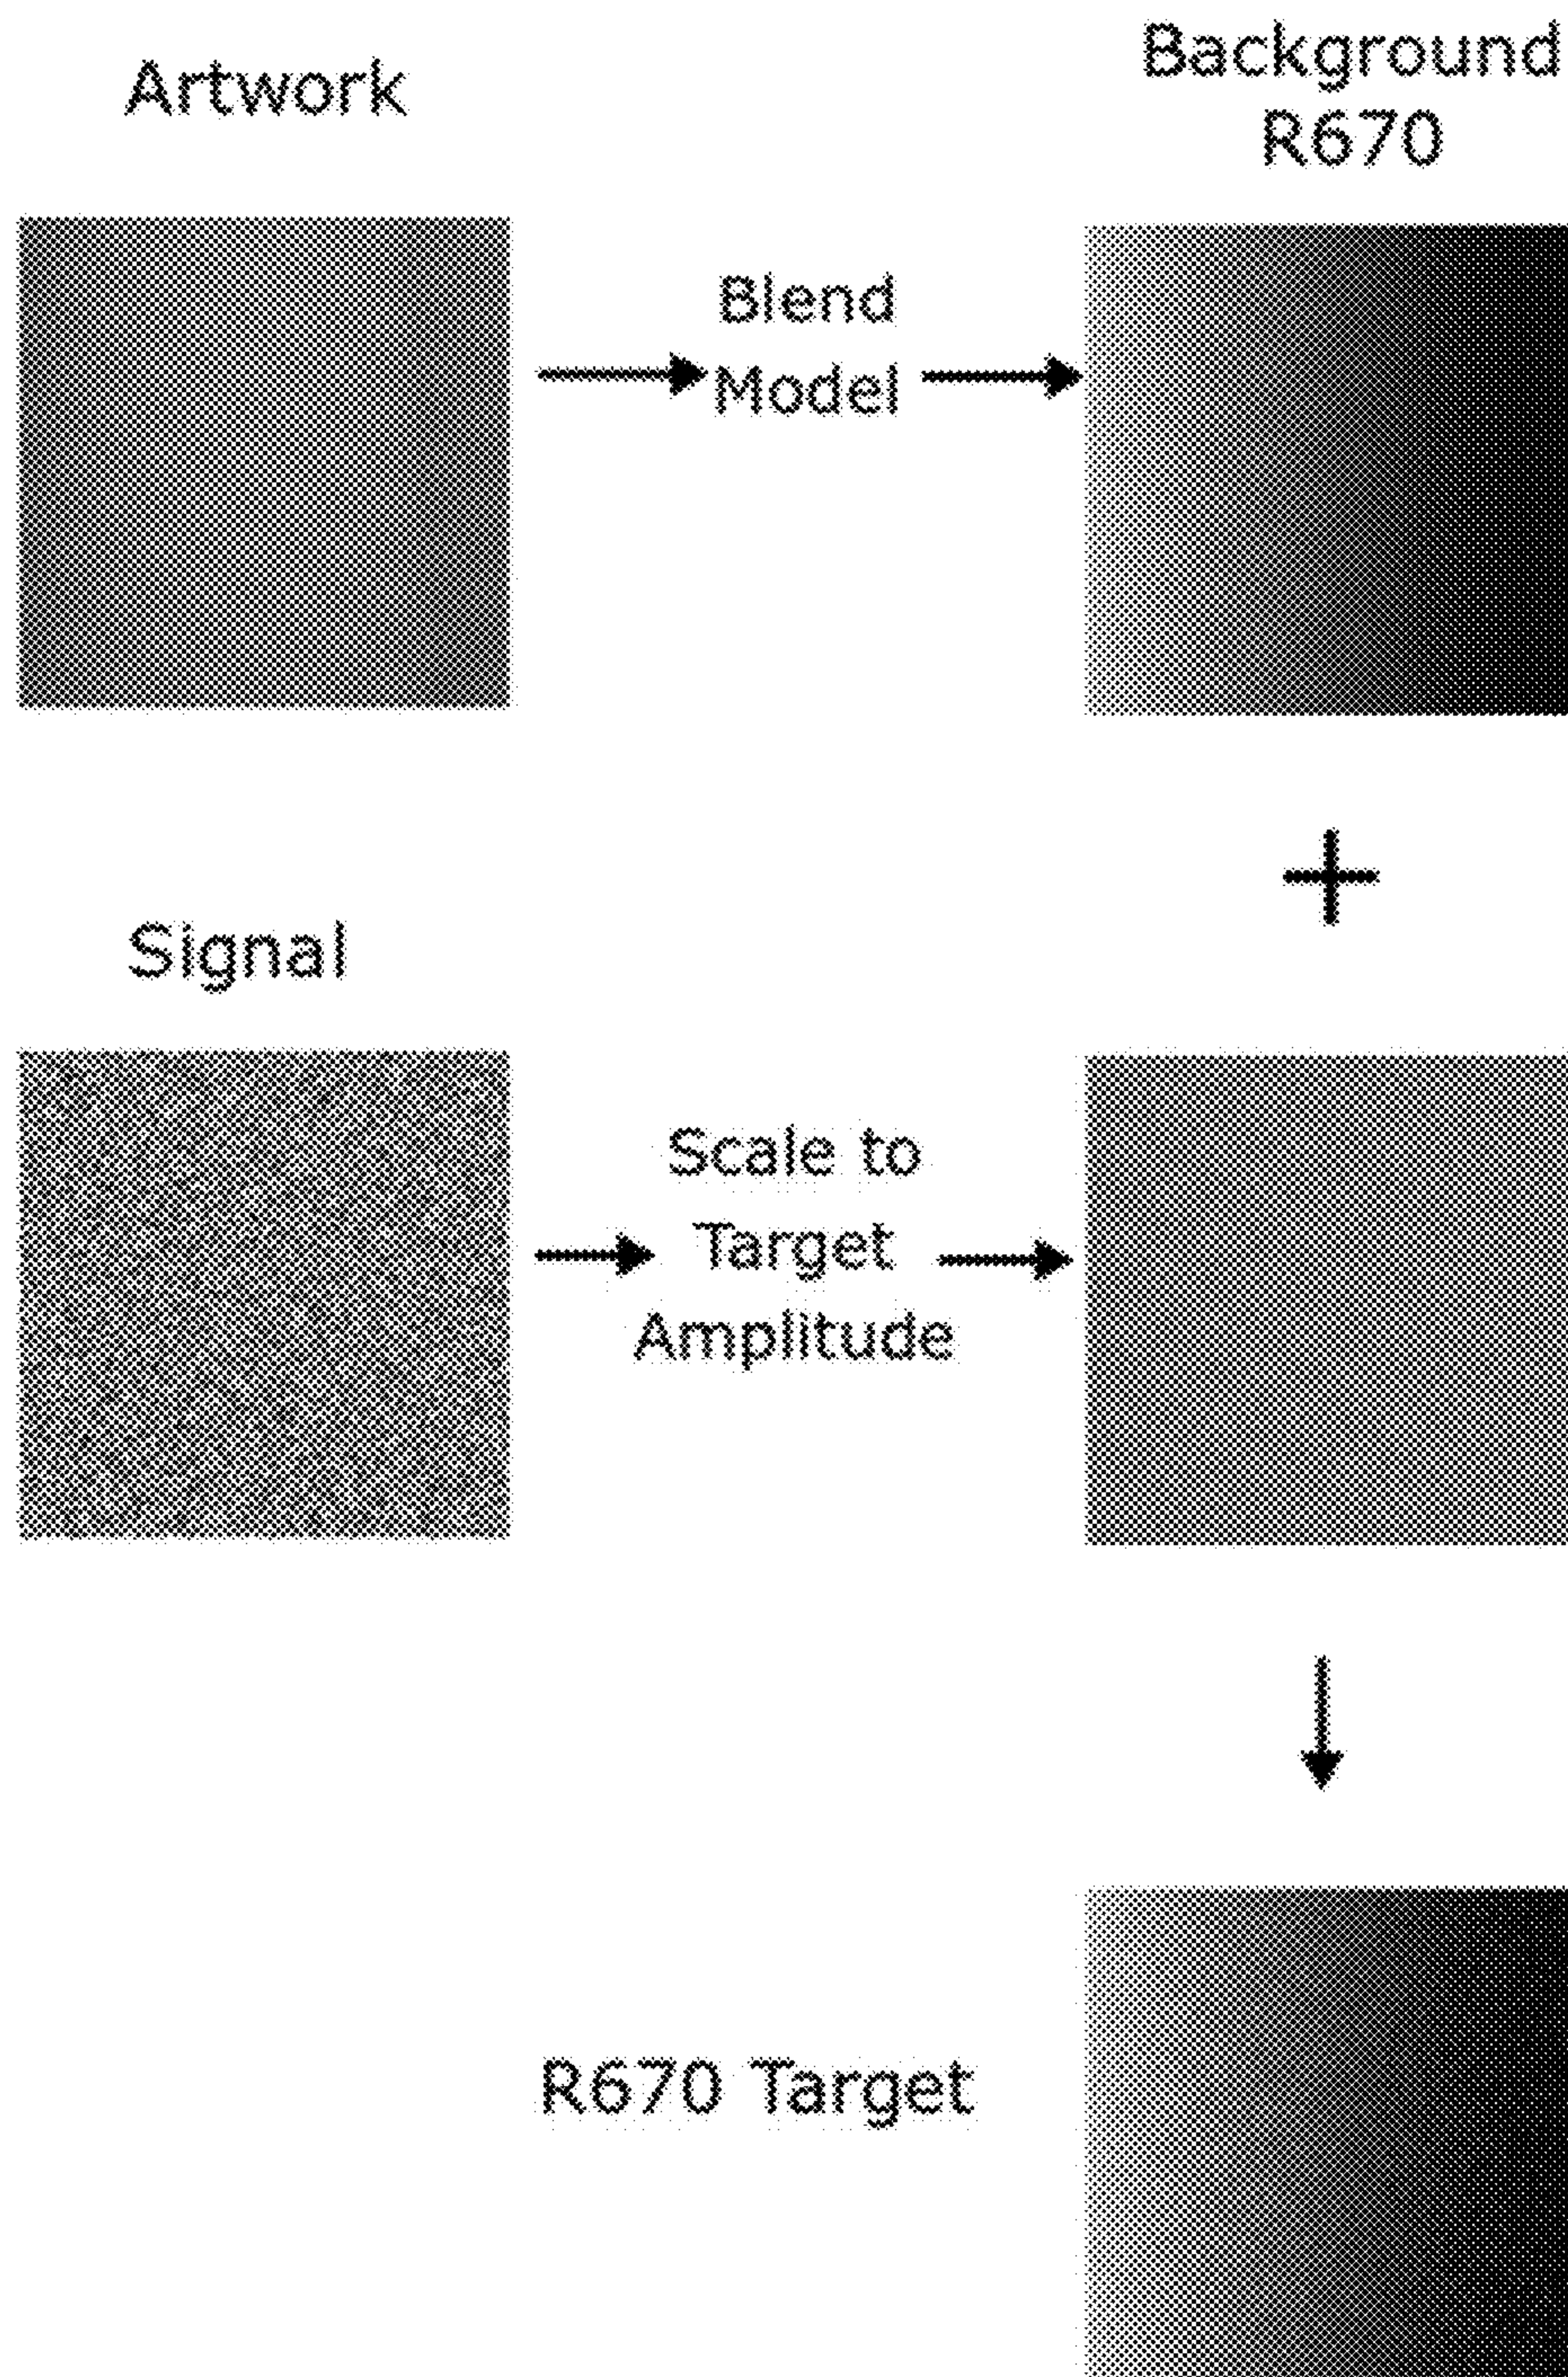 Artwork
Background
R670
Blend
Model
+
Signal
Scale to
Target
Amplitude
R670 Target